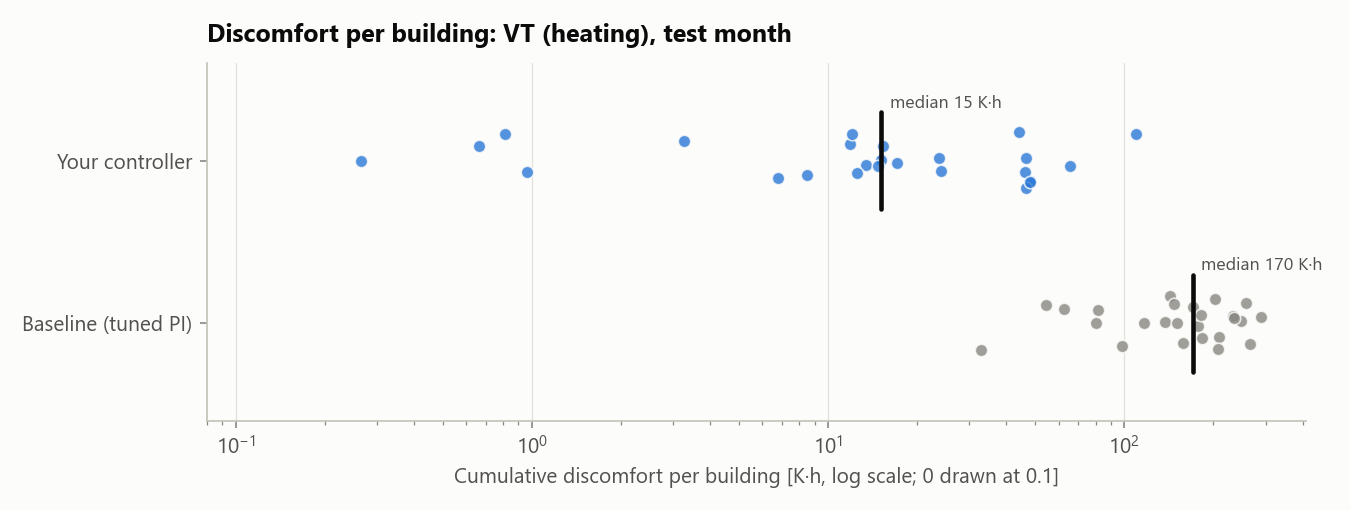 Discomfort per building: VT (heating), test month
median 15 K·h
Your controller
median 170 K·h
Baseline (tuned PI)
10⁻¹ 10⁰ 10¹ 10²
Cumulative discomfort per building [K·h, log scale; 0 drawn at 0.1]